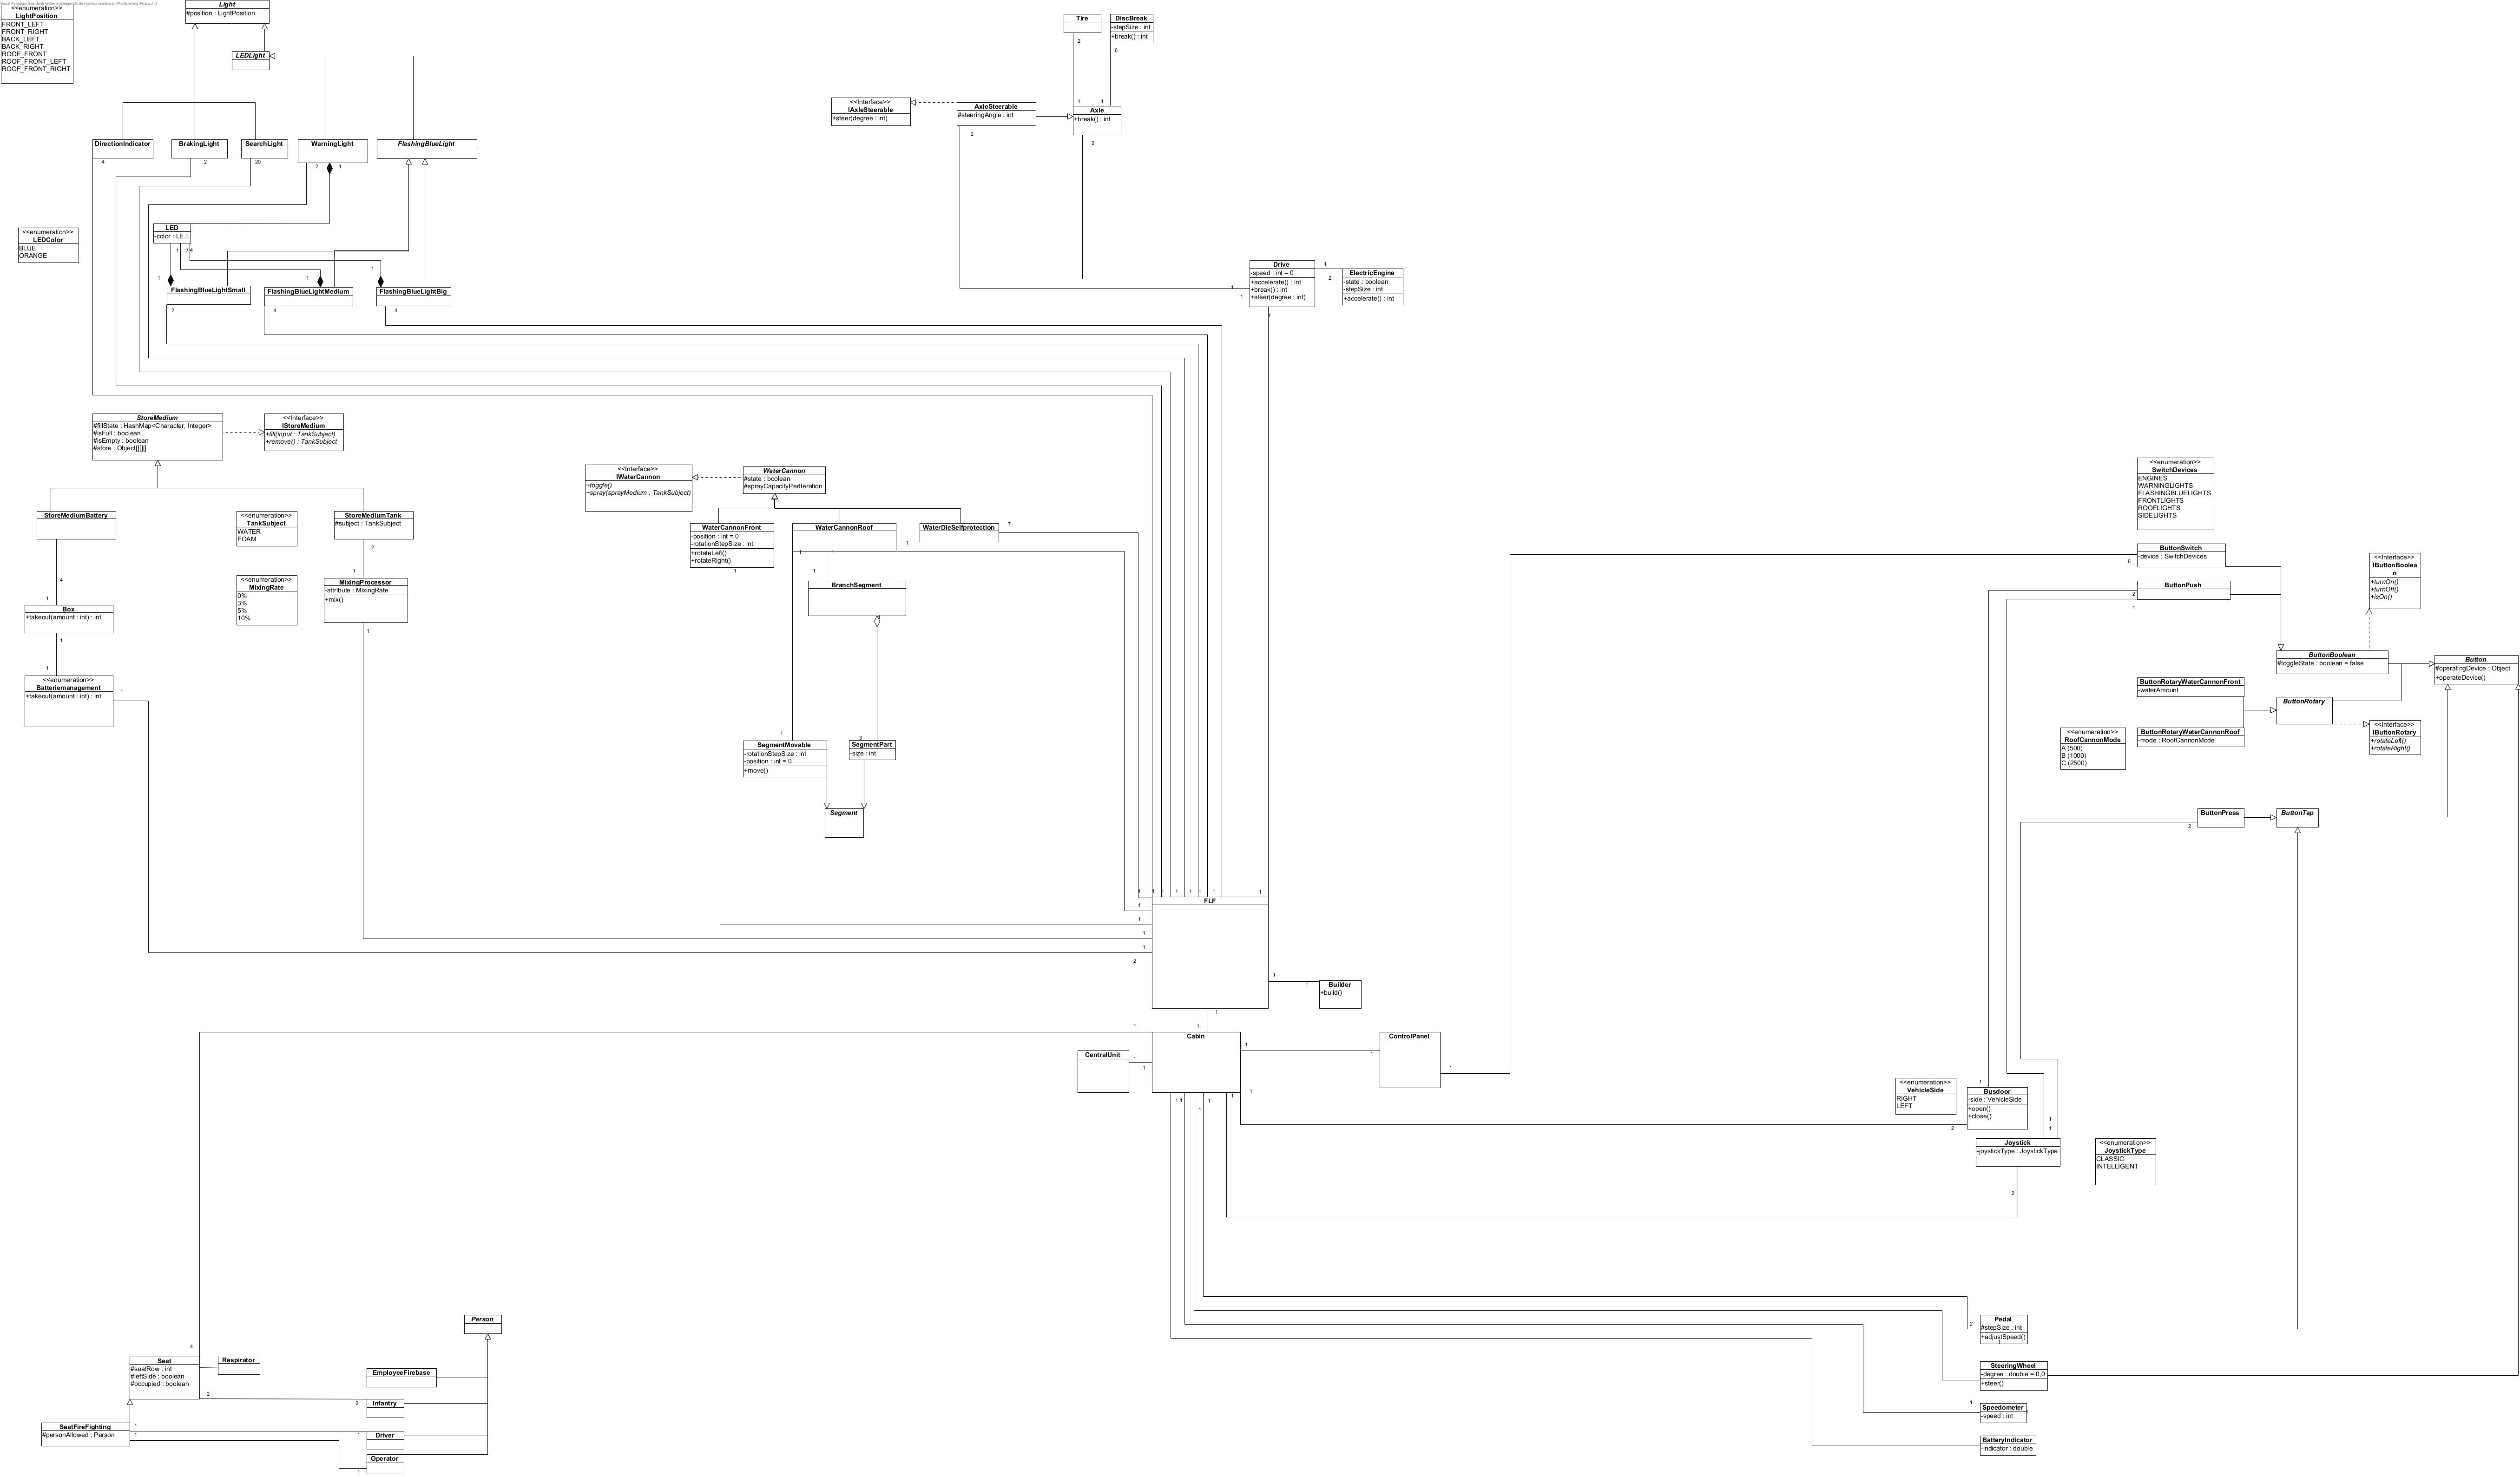 <<enumeration>>
LightPosition
FRONT_LEFT
FRONT_RIGHT
BACK_LEFT
BACK_RIGHT
ROOF_FRONT
ROOF_FRONT_LEFT
ROOF_FRONT_RIGHT
Light
#position : LightPosition
LEDLight
Tire
2
DiscBreak
-stepSize : int
+break() : int
6
<<Interface>>
IAxleSteerable
+steer(degree : int)
AxleSteerable
#steeringAngle : int
2
1
1
Axle
+break() : int
2
DirectionIndicator
4
BrakingLight
2
SearchLight
20
WarningLight
2
1
FlashingBlueLight
<<enumeration>>
LEDColor
BLUE
ORANGE
LED
-color : LE..
1
2
4
1
1
1
FlashingBlueLightSmall
2
FlashingBlueLightMedium
4
FlashingBlueLightBig
4
Drive
-speed : int = 0
+accelerate() : int
+break() : int
+steer(degree : int)
1
2
1
1
1
ElectricEngine
-state : boolean
-stepSize : int
+accelerate() : int
StoreMedium
#fillState : HashMap<Character, Integer>
#isFull : boolean
#isEmpty : boolean
#store : Object[][][]
<<Interface>>
IStoreMedium
+fill(input : TankSubject)
+remove() : TankSubject
StoreMediumBattery
4
1
<<enumeration>>
TankSubject
WATER
FOAM
StoreMediumTank
#subject : TankSubject
2
1
<<enumeration>>
MixingRate
0%
3%
5%
10%
MixingProcessor
-attribute : MixingRate
+mix()
1
Box
+takeout(amount : int) : int
1
1
<<enumeration>>
Batteriemanagement
+takeout(amount : int) : int
1
<<Interface>>
IWaterCannon
+toggle()
+spray(sprayMedium : TankSubject)
WaterCannon
#state : boolean
#sprayCapacityPerIteration
WaterCannonFront
-position : int = 0
-rotationStepSize : int
+rotateLeft()
+rotateRight()
1
WaterCannonRoof
1
1
1
WaterDieSelfprotection
7
1
BranchSegment
1
3
SegmentMovable
-rotationStepSize : int
-position : int = 0
+move()
SegmentPart
-size : int
Segment
<<enumeration>>
SwitchDevices
ENGINES
WARNINGLIGHTS
FLASHINGBLUELIGHTS
FRONTLIGHTS
ROOFLIGHTS
SIDELIGHTS
ButtonSwitch
-device : SwitchDevices
6
ButtonPush
2
1
<<Interface>>
IButtonBoolea
n
+turnOn()
+turnOff()
+isOn()
ButtonBoolean
#toggleState : boolean = false
Button
#operatingDevice : Object
+operateDevice()
ButtonRotaryWaterCannonFront
-waterAmount
ButtonRotary
<<Interface>>
IButtonRotary
+rotateLeft()
+rotateRight()
<<enumeration>>
RoofCannonMode
A (500)
B (1000)
C (2500)
ButtonRotaryWaterCannonRoof
-mode : RoofCannonMode
ButtonPress
2
ButtonTap
1
1
1
1
1
1
1
1
1
FLF
1
1
1
1
2
1
1
1
Builder
+build()
1
1
1
Cabin
CentralUnit
1
1
1
1
ControlPanel
1
1
1
1
1
1
1
<<enumeration>>
VehicleSide
RIGHT
LEFT
1
Busdoor
-side : VehicleSide
+open()
+close()
2
1
1
Joystick
-joystickType : JoystickType
2
<<enumeration>>
JoystickType
CLASSIC
INTELLIGENT
Person
4
Seat
#seatRow : int
#leftSide : boolean
#occupied : boolean
Respirator
EmployeeFirebase
2
2
Infantry
SeatFireFighting
#personAllowed : Person
1
1
1
Driver
Operator
1
Pedal
#stepSize : int
+adjustSpeed()
2
1
SteeringWheel
-degree : double = 0,0
+steer()
1
Speedometer
-speed : int
BatteryIndicator
-indicator : double